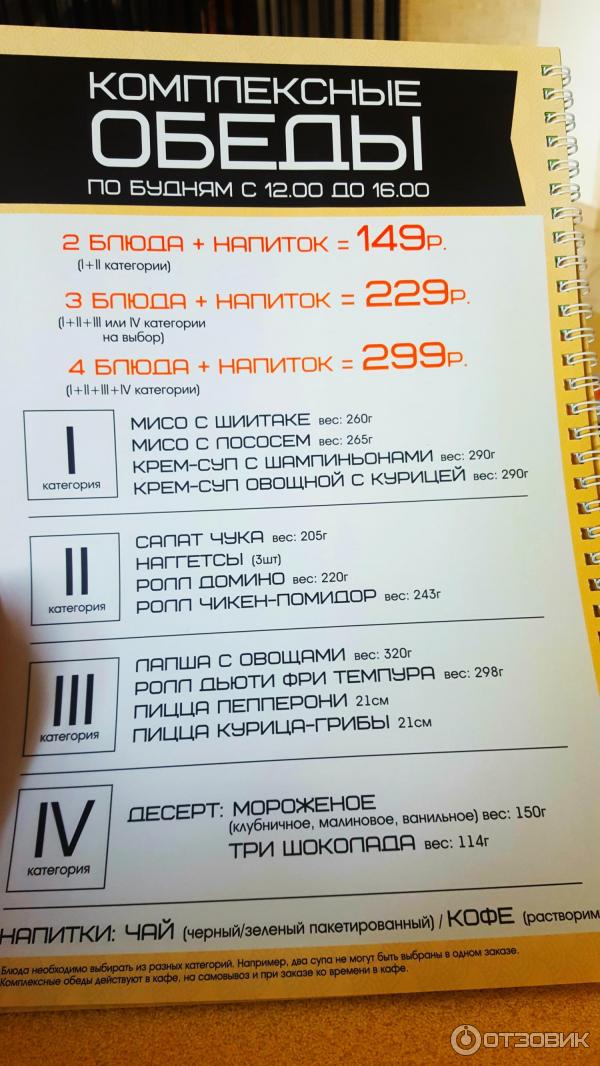 КОМПЛЕКСНЫЕ
ОБЕДЫ
ПО БУДНЯМ С 12.00 ДО 16.00
2 БЛЮДА + НАПИТОК = 149р.
(I+II категории)
3 БЛЮДА + НАПИТОК = 229р.
(I+II+III или IV категории
на выбор)
4 БЛЮДА + НАПИТОК = 299р.
(I+II+III+IV категории)
I
категория
МИСО С ШИИТАКЕ вес: 260г
МИСО С ЛОСОСЕМ вес: 265г
КРЕМ-СУП С ШАМПИНЬОНАМИ вес: 290г
КРЕМ-СУП ОВОЩНОЙ С КУРИЦЕЙ вес: 290г
II
категория
САЛАТ ЧУКА вес: 205г
НАГГЕТСЫ (3шт)
РОЛЛ ДОМИНО вес: 220г
РОЛЛ ЧИКЕН-ПОМИДОР вес: 243г
III
категория
ЛАПША С ОВОЩАМИ вес: 320г
РОЛЛ ДЬЮТИ ФРИ ТЕМПУРА вес: 298г
ПИЦЦА ПЕППЕРОНИ 21см
ПИЦЦА КУРИЦА-ГРИБЫ 21см
IV
категория
ДЕСЕРТ: МОРОЖЕНОЕ
(клубничное, малиновое, ванильное) вес: 150г
ТРИ ШОКОЛАДА вес: 114г
НАПИТКИ: ЧАЙ (черный/зеленый пакетированный) / КОФЕ (растворим
Блюда необходимо выбирать из разных категорий. Например, два супа не могут быть выбраны в одном заказе.
Комплексные обеды действуют в кафе, на самовывоз и при заказе ко времени в кафе.
ОТЗОВИК